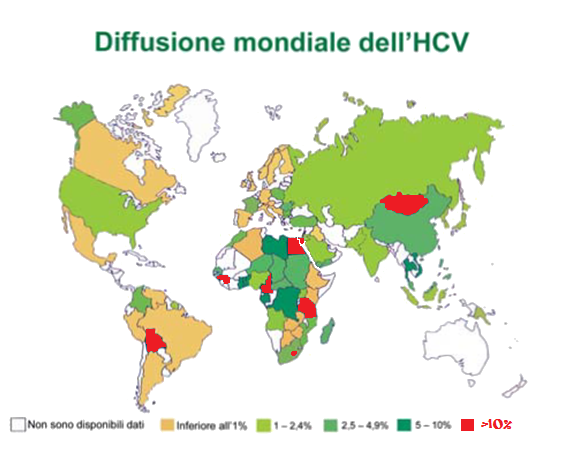 Diffusione mondiale dell'HCV
Non sono disponibili dati Inferiore all'1% 1 – 2,4% 2,5 – 4,9% 5 – 10% >10%